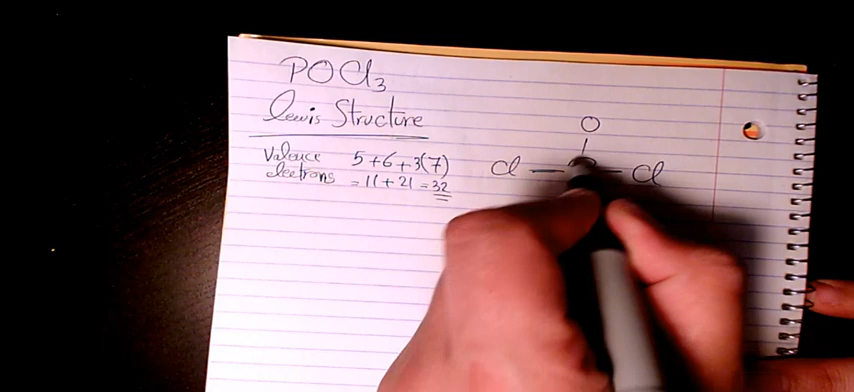 POCl3
Lewis Structure
Valence 5+6+3(7)
electrons = 11+21 = 32
O
Cl — P — Cl